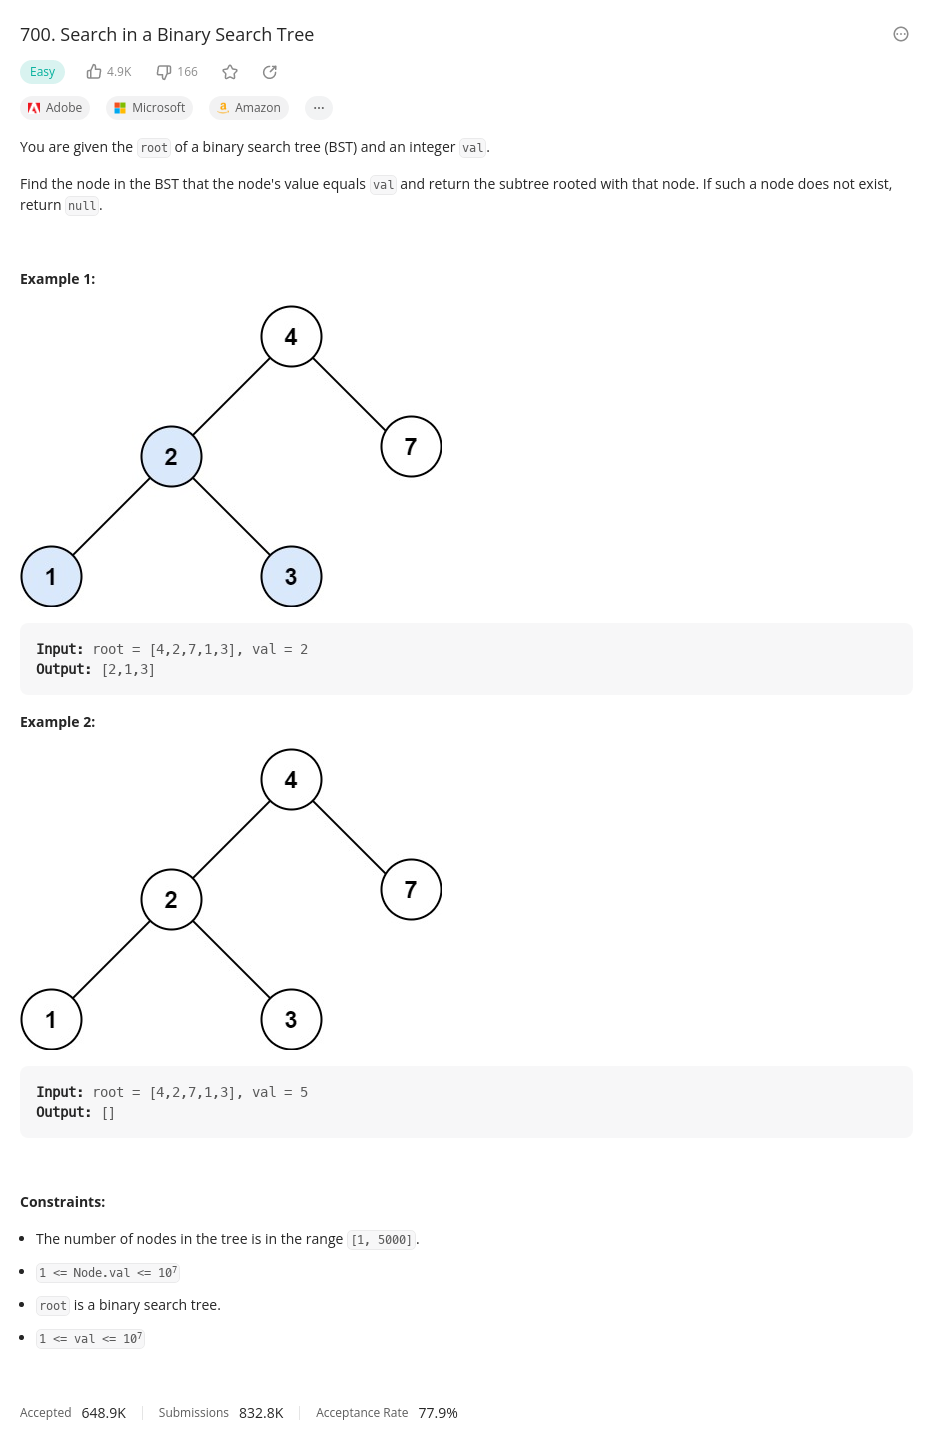 700. Search in a Binary Search Tree
Easy 4.9K 166
Adobe Microsoft Amazon ...
You are given the root of a binary search tree (BST) and an integer val.
Find the node in the BST that the node's value equals val and return the subtree rooted with that node. If such a node does not exist,
return null.
Example 1:
4
7
2
1 3
Input: root = [4,2,7,1,3], val = 2
Output: [2,1,3]
Example 2:
4
7
2
1 3
Input: root = [4,2,7,1,3], val = 5
Output: []
Constraints:
• The number of nodes in the tree is in the range [1, 5000].
• 1 <= Node.val <= 10⁷
• root is a binary search tree.
• 1 <= val <= 10⁷
Accepted 648.9K Submissions 832.8K Acceptance Rate 77.9%